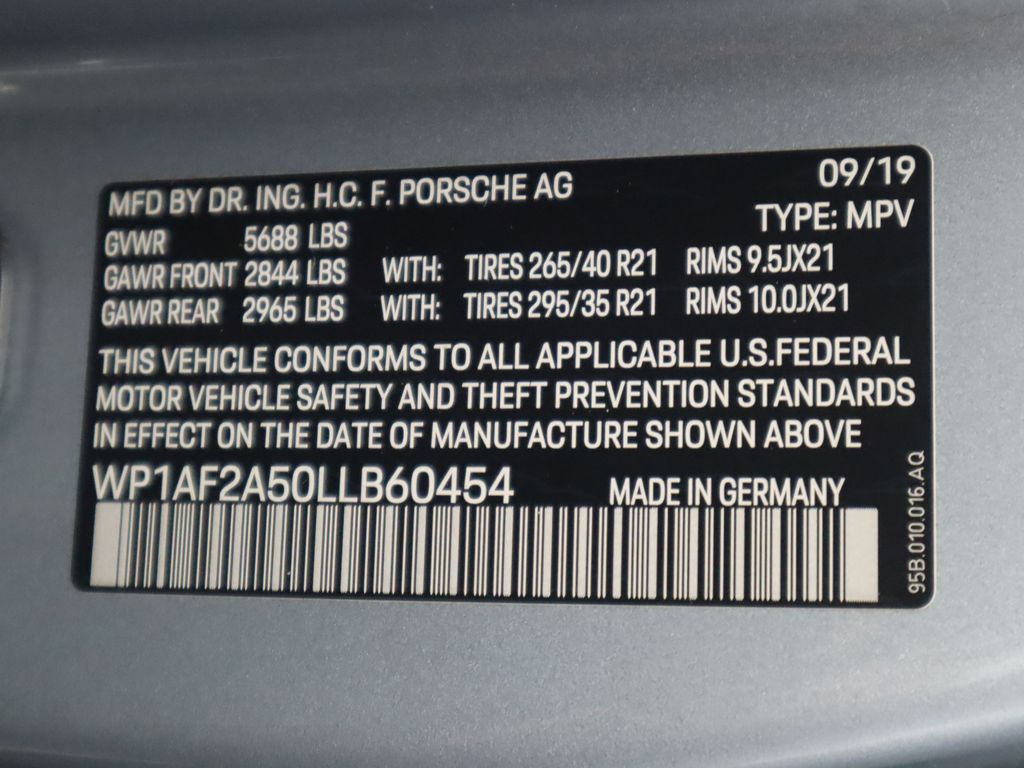 MFD BY DR. ING. H.C. F. PORSCHE AG 09/19
GVWR 5688 LBS TYPE: MPV
GAWR FRONT 2844 LBS WITH: TIRES 265/40 R21 RIMS 9.5JX21
GAWR REAR 2965 LBS WITH: TIRES 295/35 R21 RIMS 10.0JX21
THIS VEHICLE CONFORMS TO ALL APPLICABLE U.S.FEDERAL
MOTOR VEHICLE SAFETY AND THEFT PREVENTION STANDARDS
IN EFFECT ON THE DATE OF MANUFACTURE SHOWN ABOVE
WP1AF2A50LLB60454 MADE IN GERMANY
95B.010.016.AQ